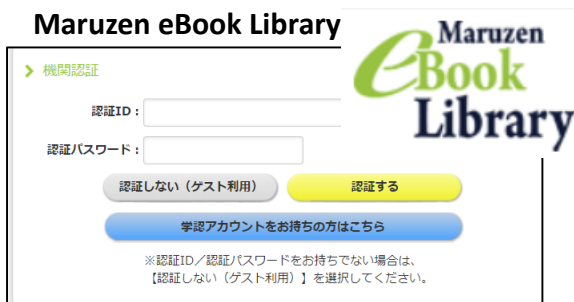 Maruzen eBook Library
Maruzen
eBook
Library
機関認証
認証ID：
認証パスワード：
認証しない（ゲスト利用）
認証する
学認アカウントをお持ちの方はこちら
※認証ID／認証パスワードをお持ちでない場合は、
【認証しない（ゲスト利用）】を選択してください。